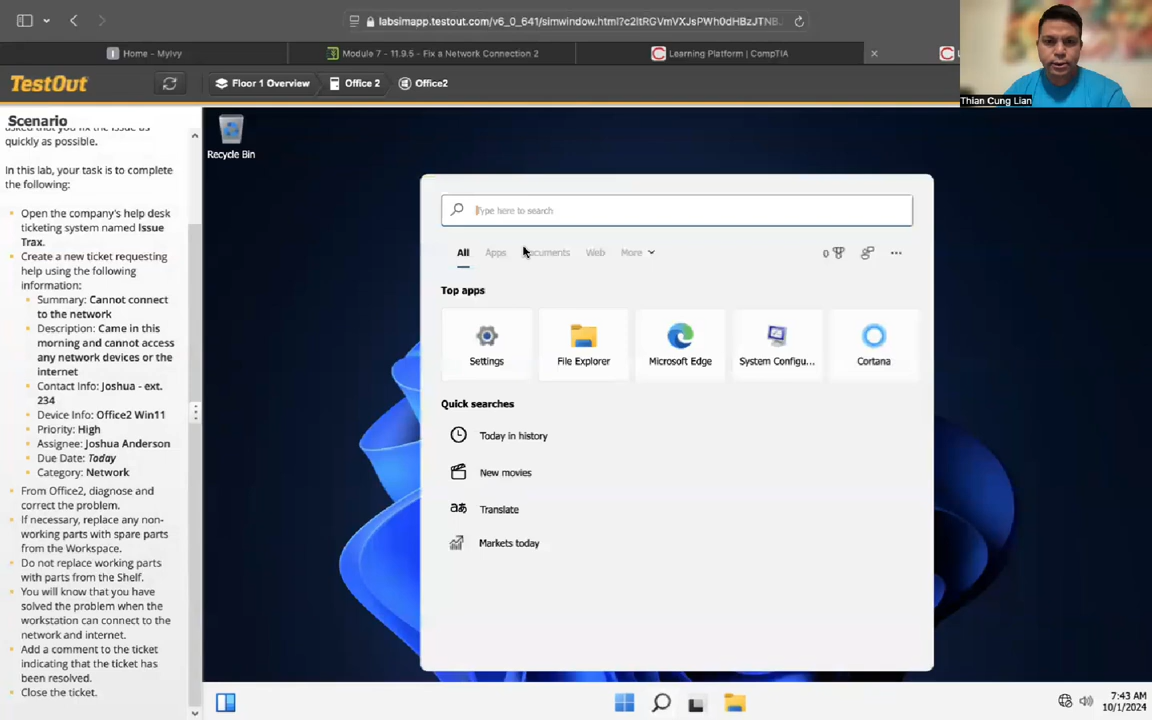 labsimapp.testout.com/v6_0_641/simwindow.html?c2ltRGVmVXJsPWh0dHBzJTNB...
I Home - MyIvy
Module 7 - 11.9.5 - Fix a Network Connection 2
Learning Platform | CompTIA
TestOut
Floor 1 Overview
Office 2
Office2
Thian Cung Lian
Scenario
asked that you fix the issue as
quickly as possible.
In this lab, your task is to complete
the following:
Open the company's help desk
ticketing system named Issue
Trax.
Create a new ticket requesting
help using the following
information:
Summary: Cannot connect
to the network
Description: Came in this
morning and cannot access
any network devices or the
internet
Contact Info: Joshua - ext.
234
Device Info: Office2 Win11
Priority: High
Assignee: Joshua Anderson
Due Date: Today
Category: Network
From Office2, diagnose and
correct the problem.
If necessary, replace any non-
working parts with spare parts
from the Workspace.
Do not replace working parts
with parts from the Shelf.
You will know that you have
solved the problem when the
workstation can connect to the
network and internet.
Add a comment to the ticket
indicating that the ticket has
been resolved.
Close the ticket.
Recycle Bin
Type here to search
All Apps Documents Web More
0
Top apps
Settings
File Explorer
Microsoft Edge
System Configu...
Cortana
Quick searches
Today in history
New movies
Translate
Markets today
7:43 AM
10/1/2024